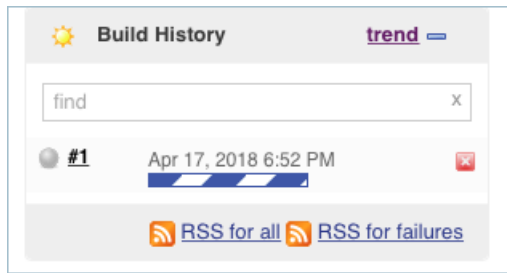 Build History trend
find x
#1 Apr 17, 2018 6:52 PM
RSS for all RSS for failures